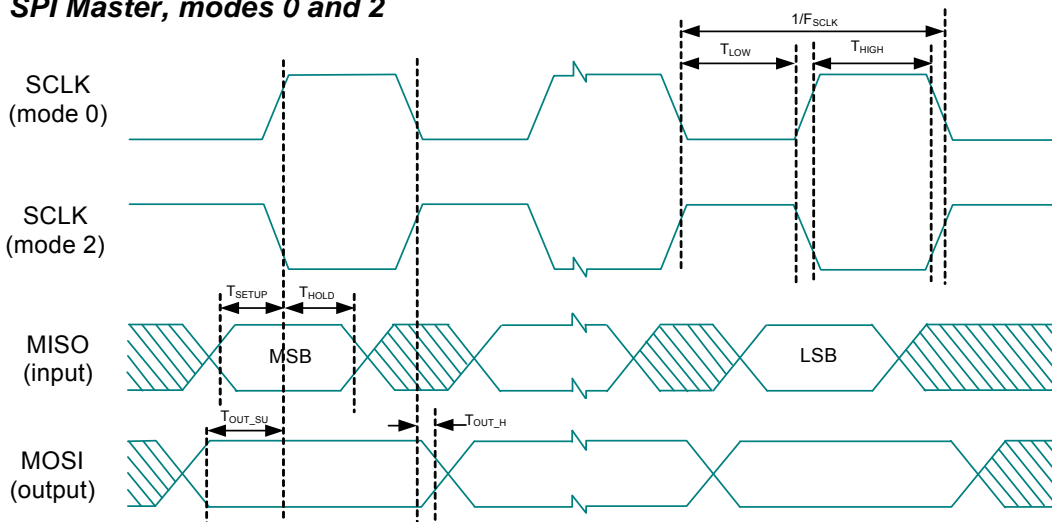 SPI Master, modes 0 and 2
1/FSCLK
TLOW
THIGH
SCLK
(mode 0)
SCLK
(mode 2)
TSETUP
THOLD
MISO
(input)
MSB
LSB
TOUT_SU
TOUT_H
MOSI
(output)